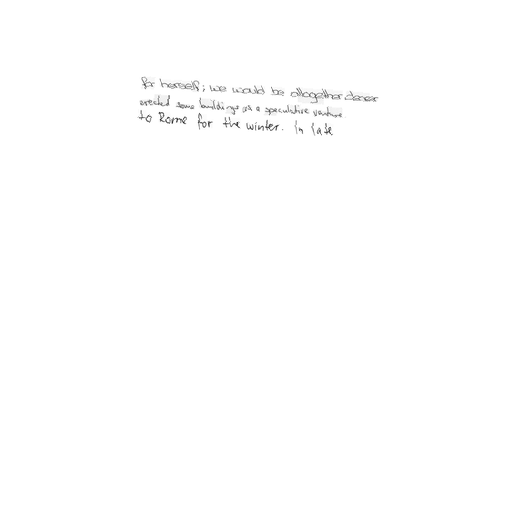 for herself; we would be altogether closer
erected some buildings as a speculative venture
to Rome for the winter. In late